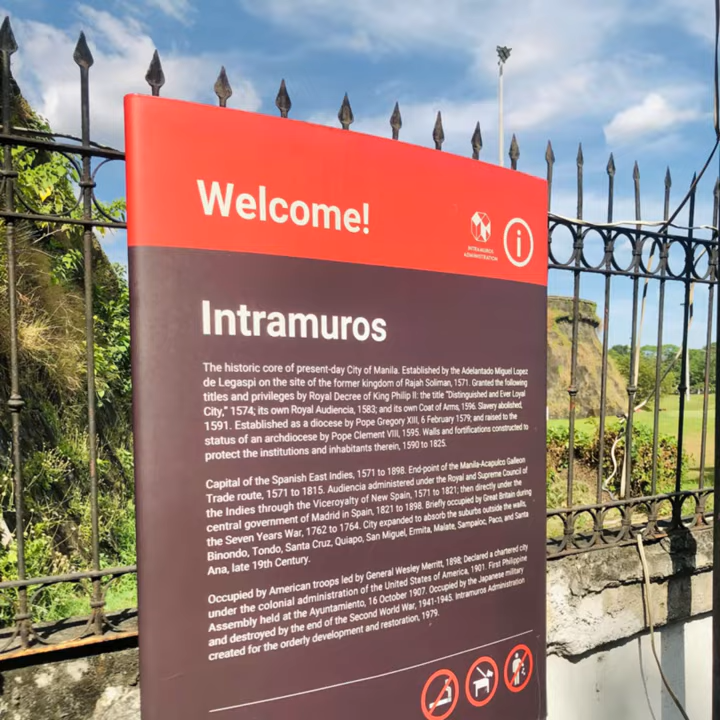 Welcome!
INTRAMUROS
ADMINISTRATION
i
Intramuros
The historic core of present-day City of Manila. Established by the Adelantado Miguel Lopez
de Legaspi on the site of the former kingdom of Rajah Soliman, 1571. Granted the following
titles and privileges by Royal Decree of King Philip II: the title "Distinguished and Ever Loyal
City," 1574; its own Royal Audiencia, 1583; and its own Coat of Arms, 1596. Slavery abolished,
1591. Established as a diocese by Pope Gregory XIII, 6 February 1579; and raised to the
status of an archdiocese by Pope Clement VIII, 1595. Walls and fortifications constructed to
protect the institutions and inhabitants therein, 1590 to 1825.
Capital of the Spanish East Indies, 1571 to 1898. End-point of the Manila-Acapulco Galleon
Trade route, 1571 to 1815. Audiencia administered under the Royal and Supreme Council of
the Indies through the Viceroyalty of New Spain, 1571 to 1821; then directly under the
central government of Madrid in Spain, 1821 to 1898. Briefly occupied by Great Britain during
the Seven Years War, 1762 to 1764. City expanded to absorb the suburbs outside the walls,
Binondo, Tondo, Santa Cruz, Quiapo, San Miguel, Ermita, Malate, Sampaloc, Paco, and Santa
Ana, late 19th Century.
Occupied by American troops led by General Wesley Merritt, 1898; Declared a chartered city
under the colonial administration of the United States of America, 1901. First Philippine
Assembly held at the Ayuntamiento, 16 October 1907. Occupied by the Japanese military
and destroyed by the end of the Second World War, 1941-1945. Intramuros Administration
created for the orderly development and restoration, 1979.